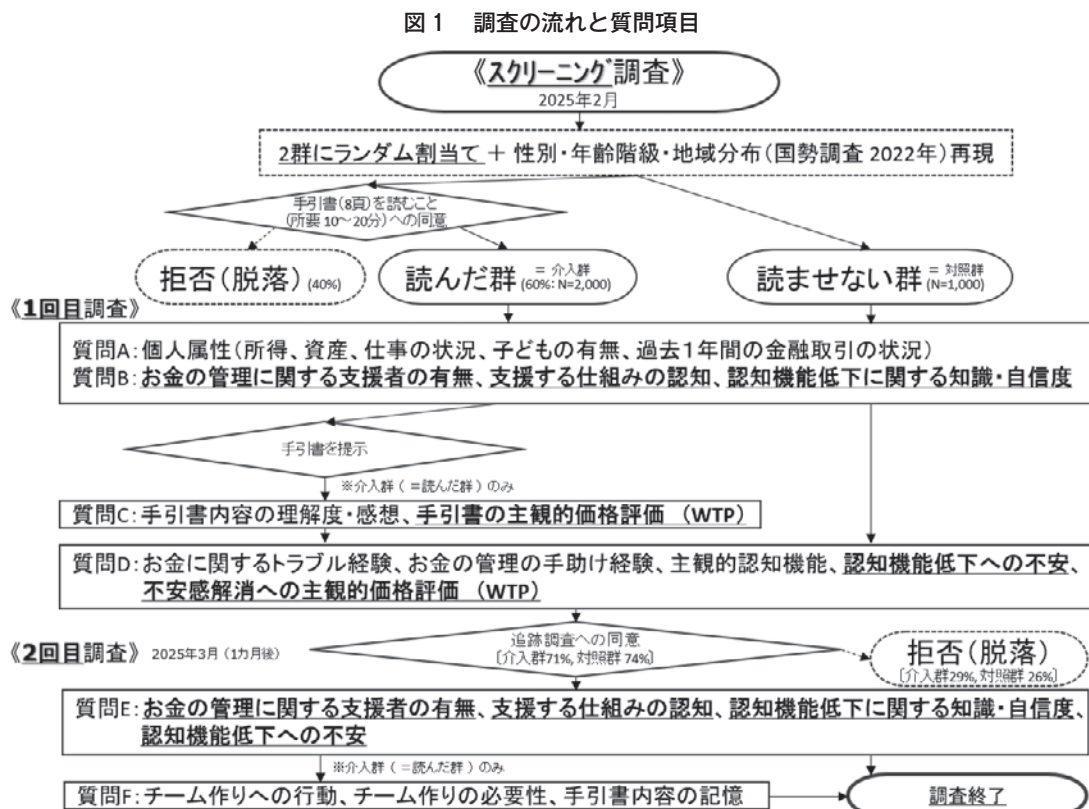 図1 調査の流れと質問項目
《スクリーニング調査》
2025年2月
2群にランダム割当て + 性別・年齢階級・地域分布(国勢調査 2022年)再現
手引書(8頁)を読むこと
(所要 10〜20分)への同意
拒否(脱落) (40%)
読んだ群 = 介入群
(60%:N=2,000)
読ませない群 = 対照群
(N=1,000)
《1回目調査》
質問A:個人属性(所得、資産、仕事の状況、子どもの有無、過去1年間の金融取引の状況)
質問B:お金の管理に関する支援者の有無、支援する仕組みの認知、認知機能低下に関する知識・自信度
手引書を提示
※介入群(=読んだ群)のみ
質問C:手引書内容の理解度・感想、手引書の主観的価格評価 (WTP)
質問D:お金に関するトラブル経験、お金の管理の手助け経験、主観的認知機能、認知機能低下への不安、
不安感解消への主観的価格評価 (WTP)
追跡調査への同意
〔介入群71%, 対照群 74%〕
《2回目調査》 2025年3月(1カ月後)
拒否(脱落)
〔介入群29%, 対照群 26%〕
質問E:お金の管理に関する支援者の有無、支援する仕組みの認知、認知機能低下に関する知識・自信度、
認知機能低下への不安
※介入群(=読んだ群)のみ
質問F:チーム作りへの行動、チーム作りの必要性、手引書内容の記憶
調査終了